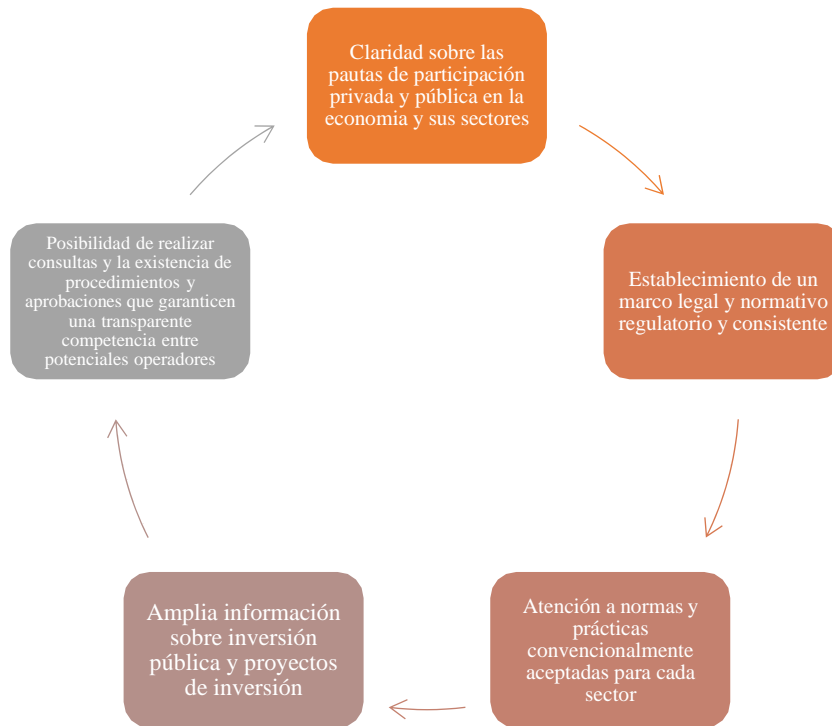 Claridad sobre las
pautas de participación
privada y pública en la
economia y sus sectores
Establecimiento de un
marco legal y normativo
regulatorio y consistente
Atención a normas y
prácticas
convencionalmente
aceptadas para cada
sector
Amplia información
sobre inversión
pública y proyectos
de inversión
Posibilidad de realizar
consultas y la existencia de
procedimientos y
aprobaciones que garanticen
una transparente
competencia entre
potenciales operadores